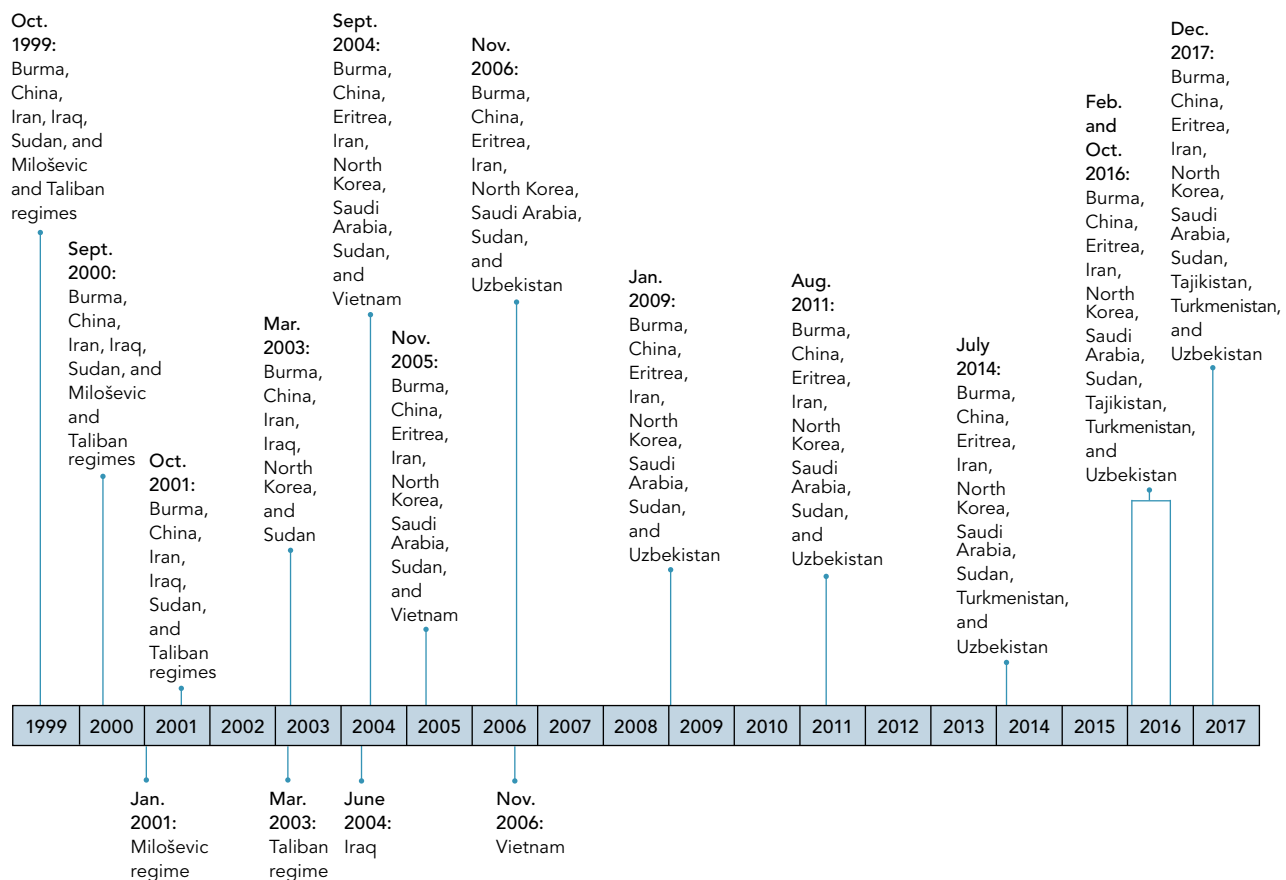 Oct.
1999:
Burma,
China,
Iran, Iraq,
Sudan, and
Miloševic
and Taliban
regimes
Sept.
2000:
Burma,
China,
Iran, Iraq,
Sudan, and
Miloševic
and
Taliban
regimes
Oct.
2001:
Burma,
China,
Iran,
Iraq,
Sudan,
and
Taliban
regimes
Mar.
2003:
Burma,
China,
Iran,
Iraq,
North
Korea,
and
Sudan
Sept.
2004:
Burma,
China,
Eritrea,
Iran,
North
Korea,
Saudi
Arabia,
Sudan,
and
Vietnam
Nov.
2005:
Burma,
China,
Eritrea,
Iran,
North
Korea,
Saudi
Arabia,
Sudan,
and
Vietnam
Nov.
2006:
Burma,
China,
Eritrea,
Iran,
North Korea,
Saudi Arabia,
Sudan,
and
Uzbekistan
Jan.
2009:
Burma,
China,
Eritrea,
Iran,
North
Korea,
Saudi
Arabia,
Sudan,
and
Uzbekistan
Aug.
2011:
Burma,
China,
Eritrea,
Iran,
North
Korea,
Saudi
Arabia,
Sudan,
and
Uzbekistan
July
2014:
Burma,
China,
Eritrea,
Iran,
North
Korea,
Saudi
Arabia,
Sudan,
Turkmenistan,
and
Uzbekistan
Feb.
and
Oct.
2016:
Burma,
China,
Eritrea,
Iran,
North
Korea,
Saudi
Arabia,
Sudan,
Tajikistan,
Turkmenistan,
and
Uzbekistan
Dec.
2017:
Burma,
China,
Eritrea,
Iran,
North
Korea,
Saudi
Arabia,
Sudan,
Tajikistan,
Turkmenistan,
and
Uzbekistan
1999 2000 2001 2002 2003 2004 2005 2006 2007 2008 2009 2010 2011 2012 2013 2014 2015 2016 2017
Jan.
2001:
Miloševic
regime
Mar.
2003:
Taliban
regime
June
2004:
Iraq
Nov.
2006:
Vietnam